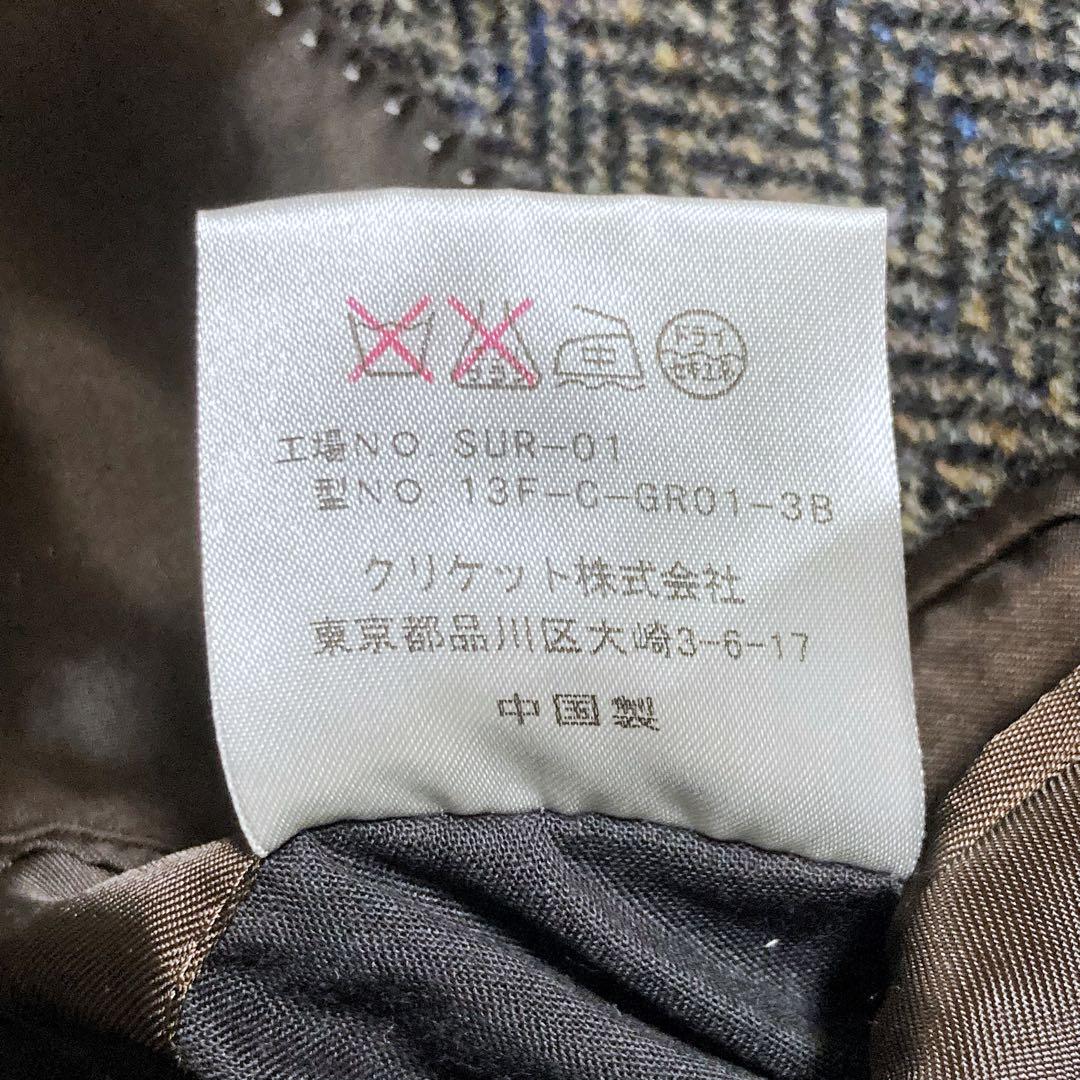 工場NO. SUR-01
型NO 13F-C-GR01-3B
クリケット株式会社
東京都品川区大崎3-6-17
中国製